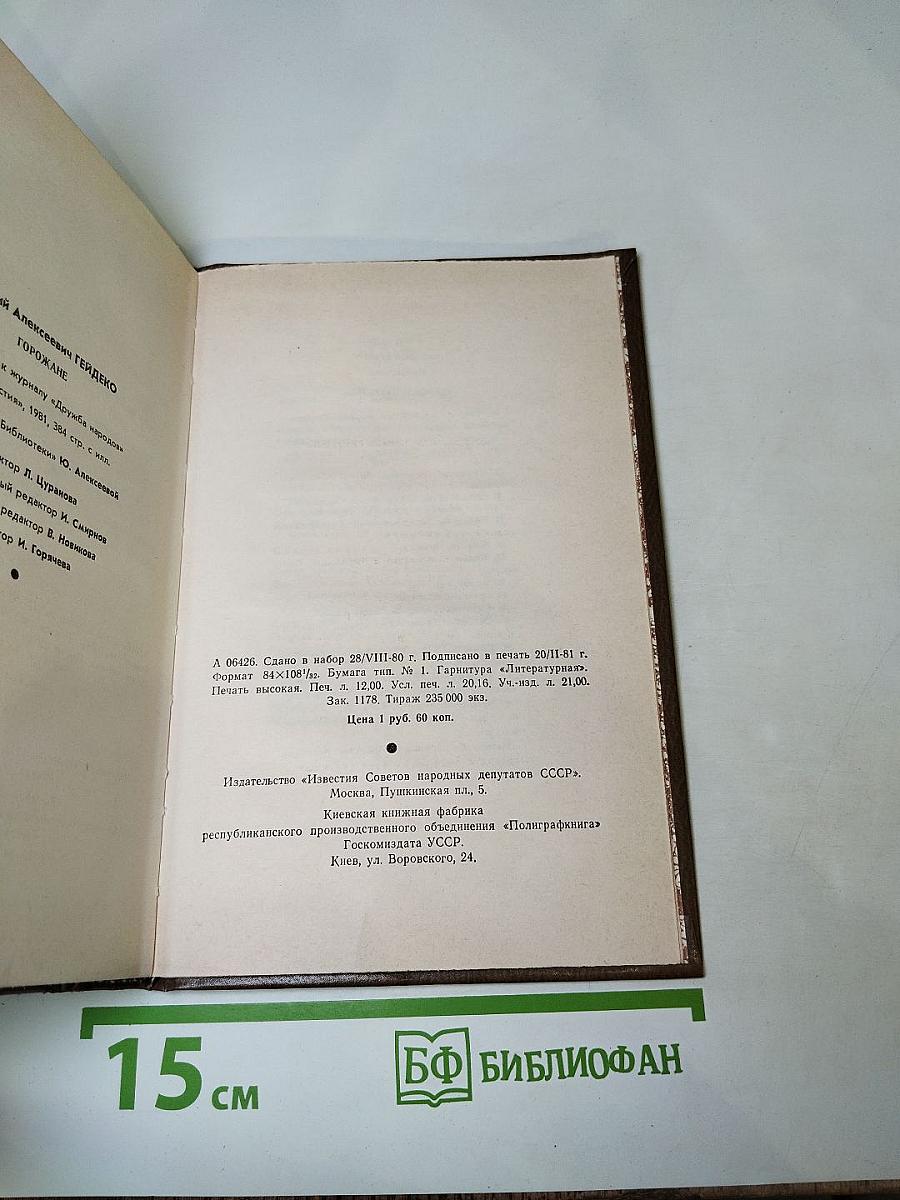 Алексеевич ГЕЙДЕКО
ГОРОЖАНЕ
к журналу «Дружба народов»
1981, 384 стр. с илл.
Библиотеки» Ю. Алексеевой
Л. Цуранова
редактор И. Смирнов
редактор В. Новикова
И. Горячева
А 06426. Сдано в набор 28/VIII-80 г. Подписано в печать 20/II-81 г.
Формат 84×108¹/₃₂. Бумага тип. № 1. Гарнитура «Литературная».
Печать высокая. Печ. л. 12,00. Усл. печ. л. 20,16. Уч.-изд. л. 21,00.
Зак. 1178. Тираж 235 000 экз.
Цена 1 руб. 60 коп.
Издательство «Известия Советов народных депутатов СССР».
Москва, Пушкинская пл., 5.
Киевская книжная фабрика
республиканского производственного объединения «Полиграфкнига»
Госкомиздата УССР.
Киев, ул. Воровского, 24.
15 см
БФ БИБЛИОФАН